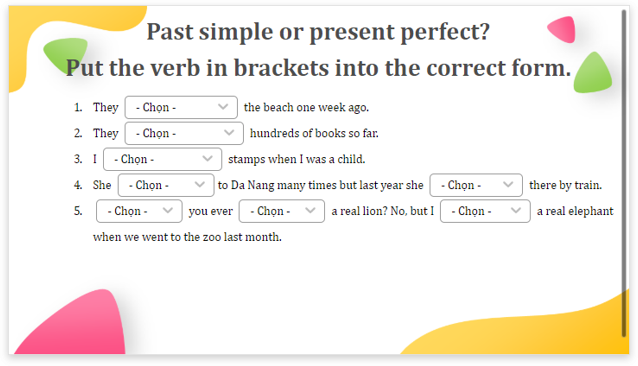 Past simple or present perfect?
Put the verb in brackets into the correct form.
1. They - Chọn - the beach one week ago.
2. They - Chọn - hundreds of books so far.
3. I - Chọn - stamps when I was a child.
4. She - Chọn - to Da Nang many times but last year she - Chọn - there by train.
5. - Chọn - you ever - Chọn - a real lion? No, but I - Chọn - a real elephant
when we went to the zoo last month.